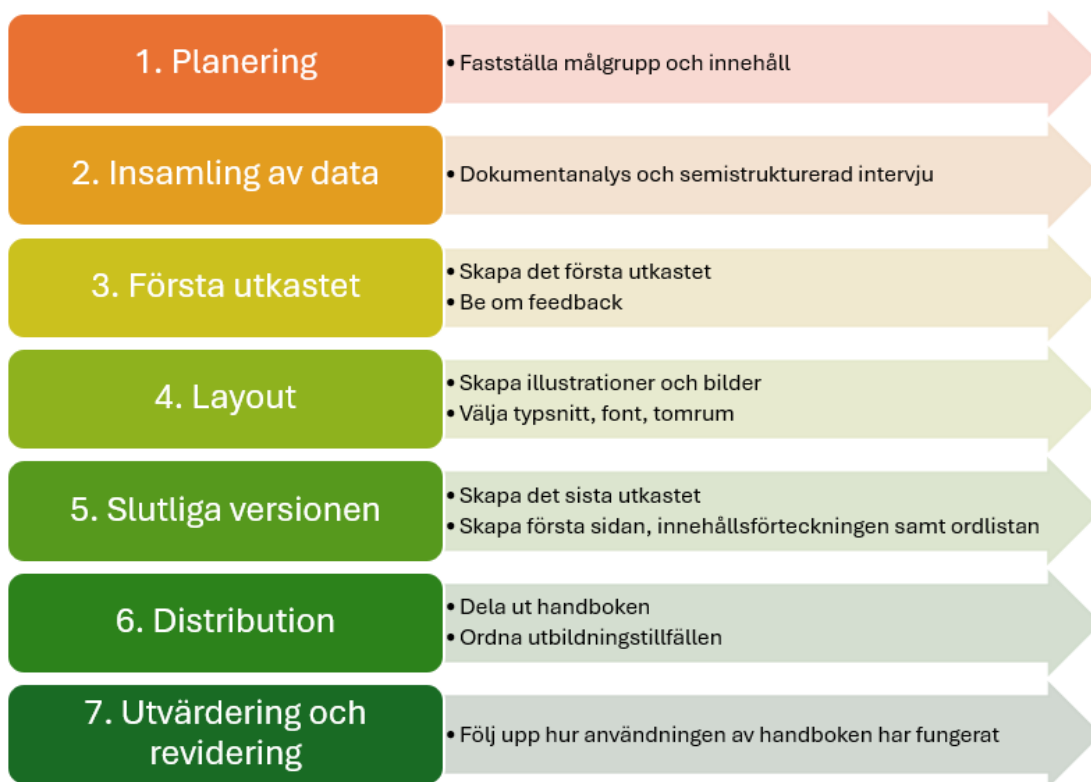 1. Planering
• Fastställa målgrupp och innehåll
2. Insamling av data
• Dokumentanalys och semistrukturerad intervju
3. Första utkastet
• Skapa det första utkastet
• Be om feedback
4. Layout
• Skapa illustrationer och bilder
• Välja typsnitt, font, tomrum
5. Slutliga versionen
• Skapa det sista utkastet
• Skapa första sidan, innehållsförteckningen samt ordlistan
6. Distribution
• Dela ut handboken
• Ordna utbildningstillfällen
7. Utvärdering och
revidering
• Följ upp hur användningen av handboken har fungerat